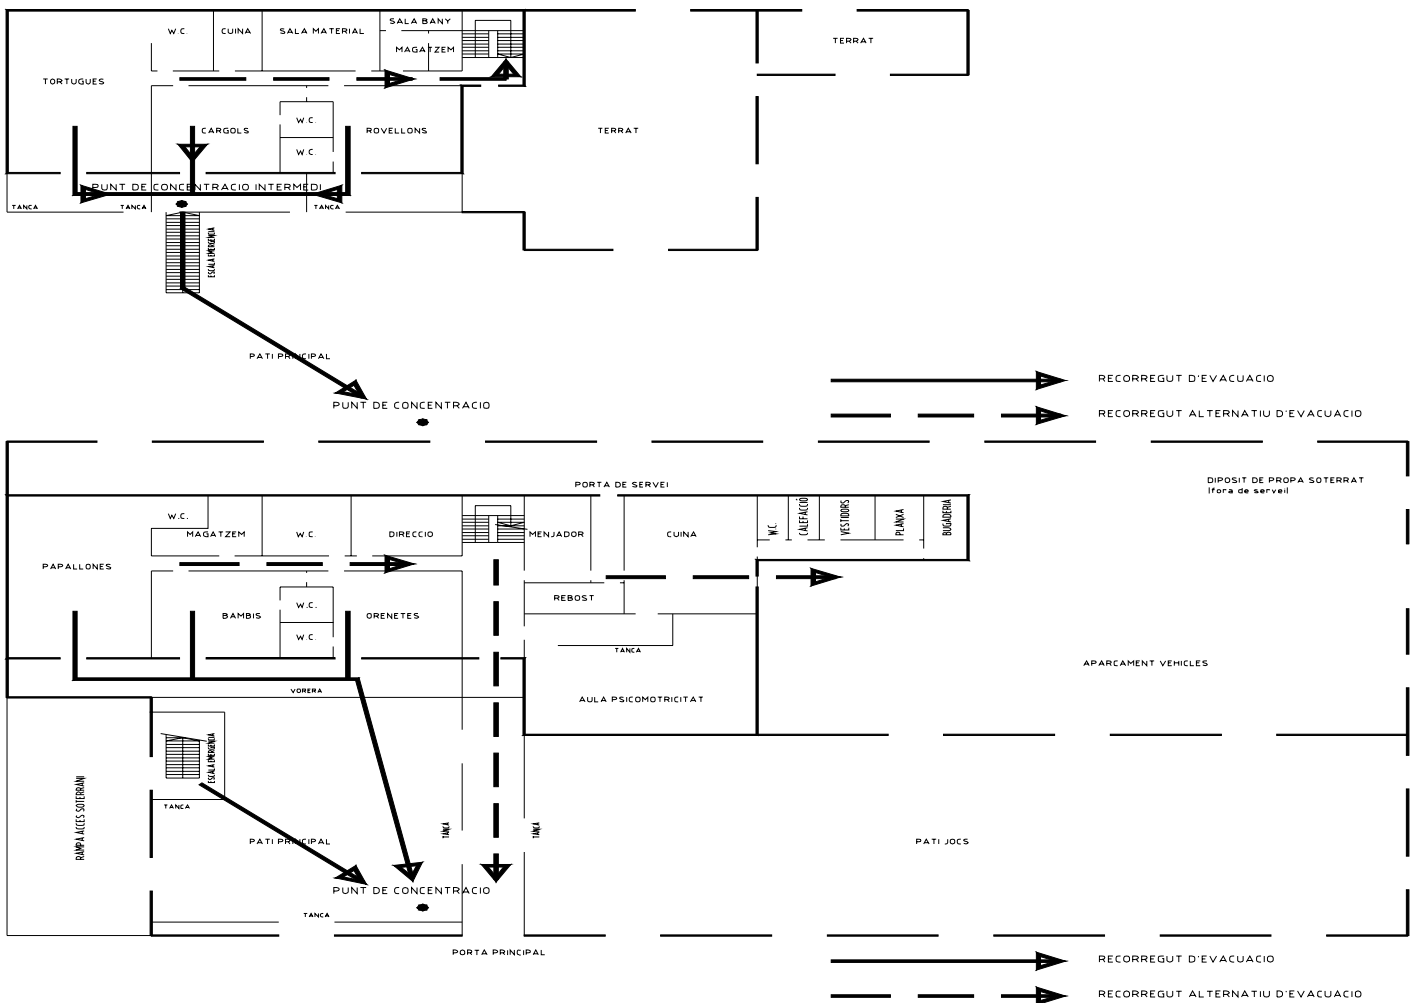 W.C.
CUINA
SALA MATERIAL
SALA BANY
MAGATZEM
TERRAT
TORTUGUES
CARGOLS
W.C.
ROVELLONS
TERRAT
W.C.
PUNT DE CONCENTRACIO INTERMEDI
TANCA
TANCA
TANCA
ESCALA EMERGENCIA
PATI PRINCIPAL
PUNT DE CONCENTRACIO
RECORREGUT D'EVACUACIO
RECORREGUT ALTERNATIU D'EVACUACIO
PORTA DE SERVEI
DIPOSIT DE PROPA SOTERRAT
(fora de servei)
W.C.
MAGATZEM
W.C.
DIRECCIO
MENJADOR
CUINA
W.C.
CALEFACCIÓ
VESTIDORS
PLANXA
BUGADERIA
PAPALLONES
BAMBIS
W.C.
W.C.
ORENETES
REBOST
TANCA
APARCAMENT VEHICLES
VORERA
AULA PSICOMOTRICITAT
ESCALA EMERGENCIA
RAMPA ACCES SOTERRANI
TANCA
PATI PRINCIPAL
TANCA
TANCA
PATI JOCS
PUNT DE CONCENTRACIO
TANCA
PORTA PRINCIPAL
RECORREGUT D'EVACUACIO
RECORREGUT ALTERNATIU D'EVACUACIO